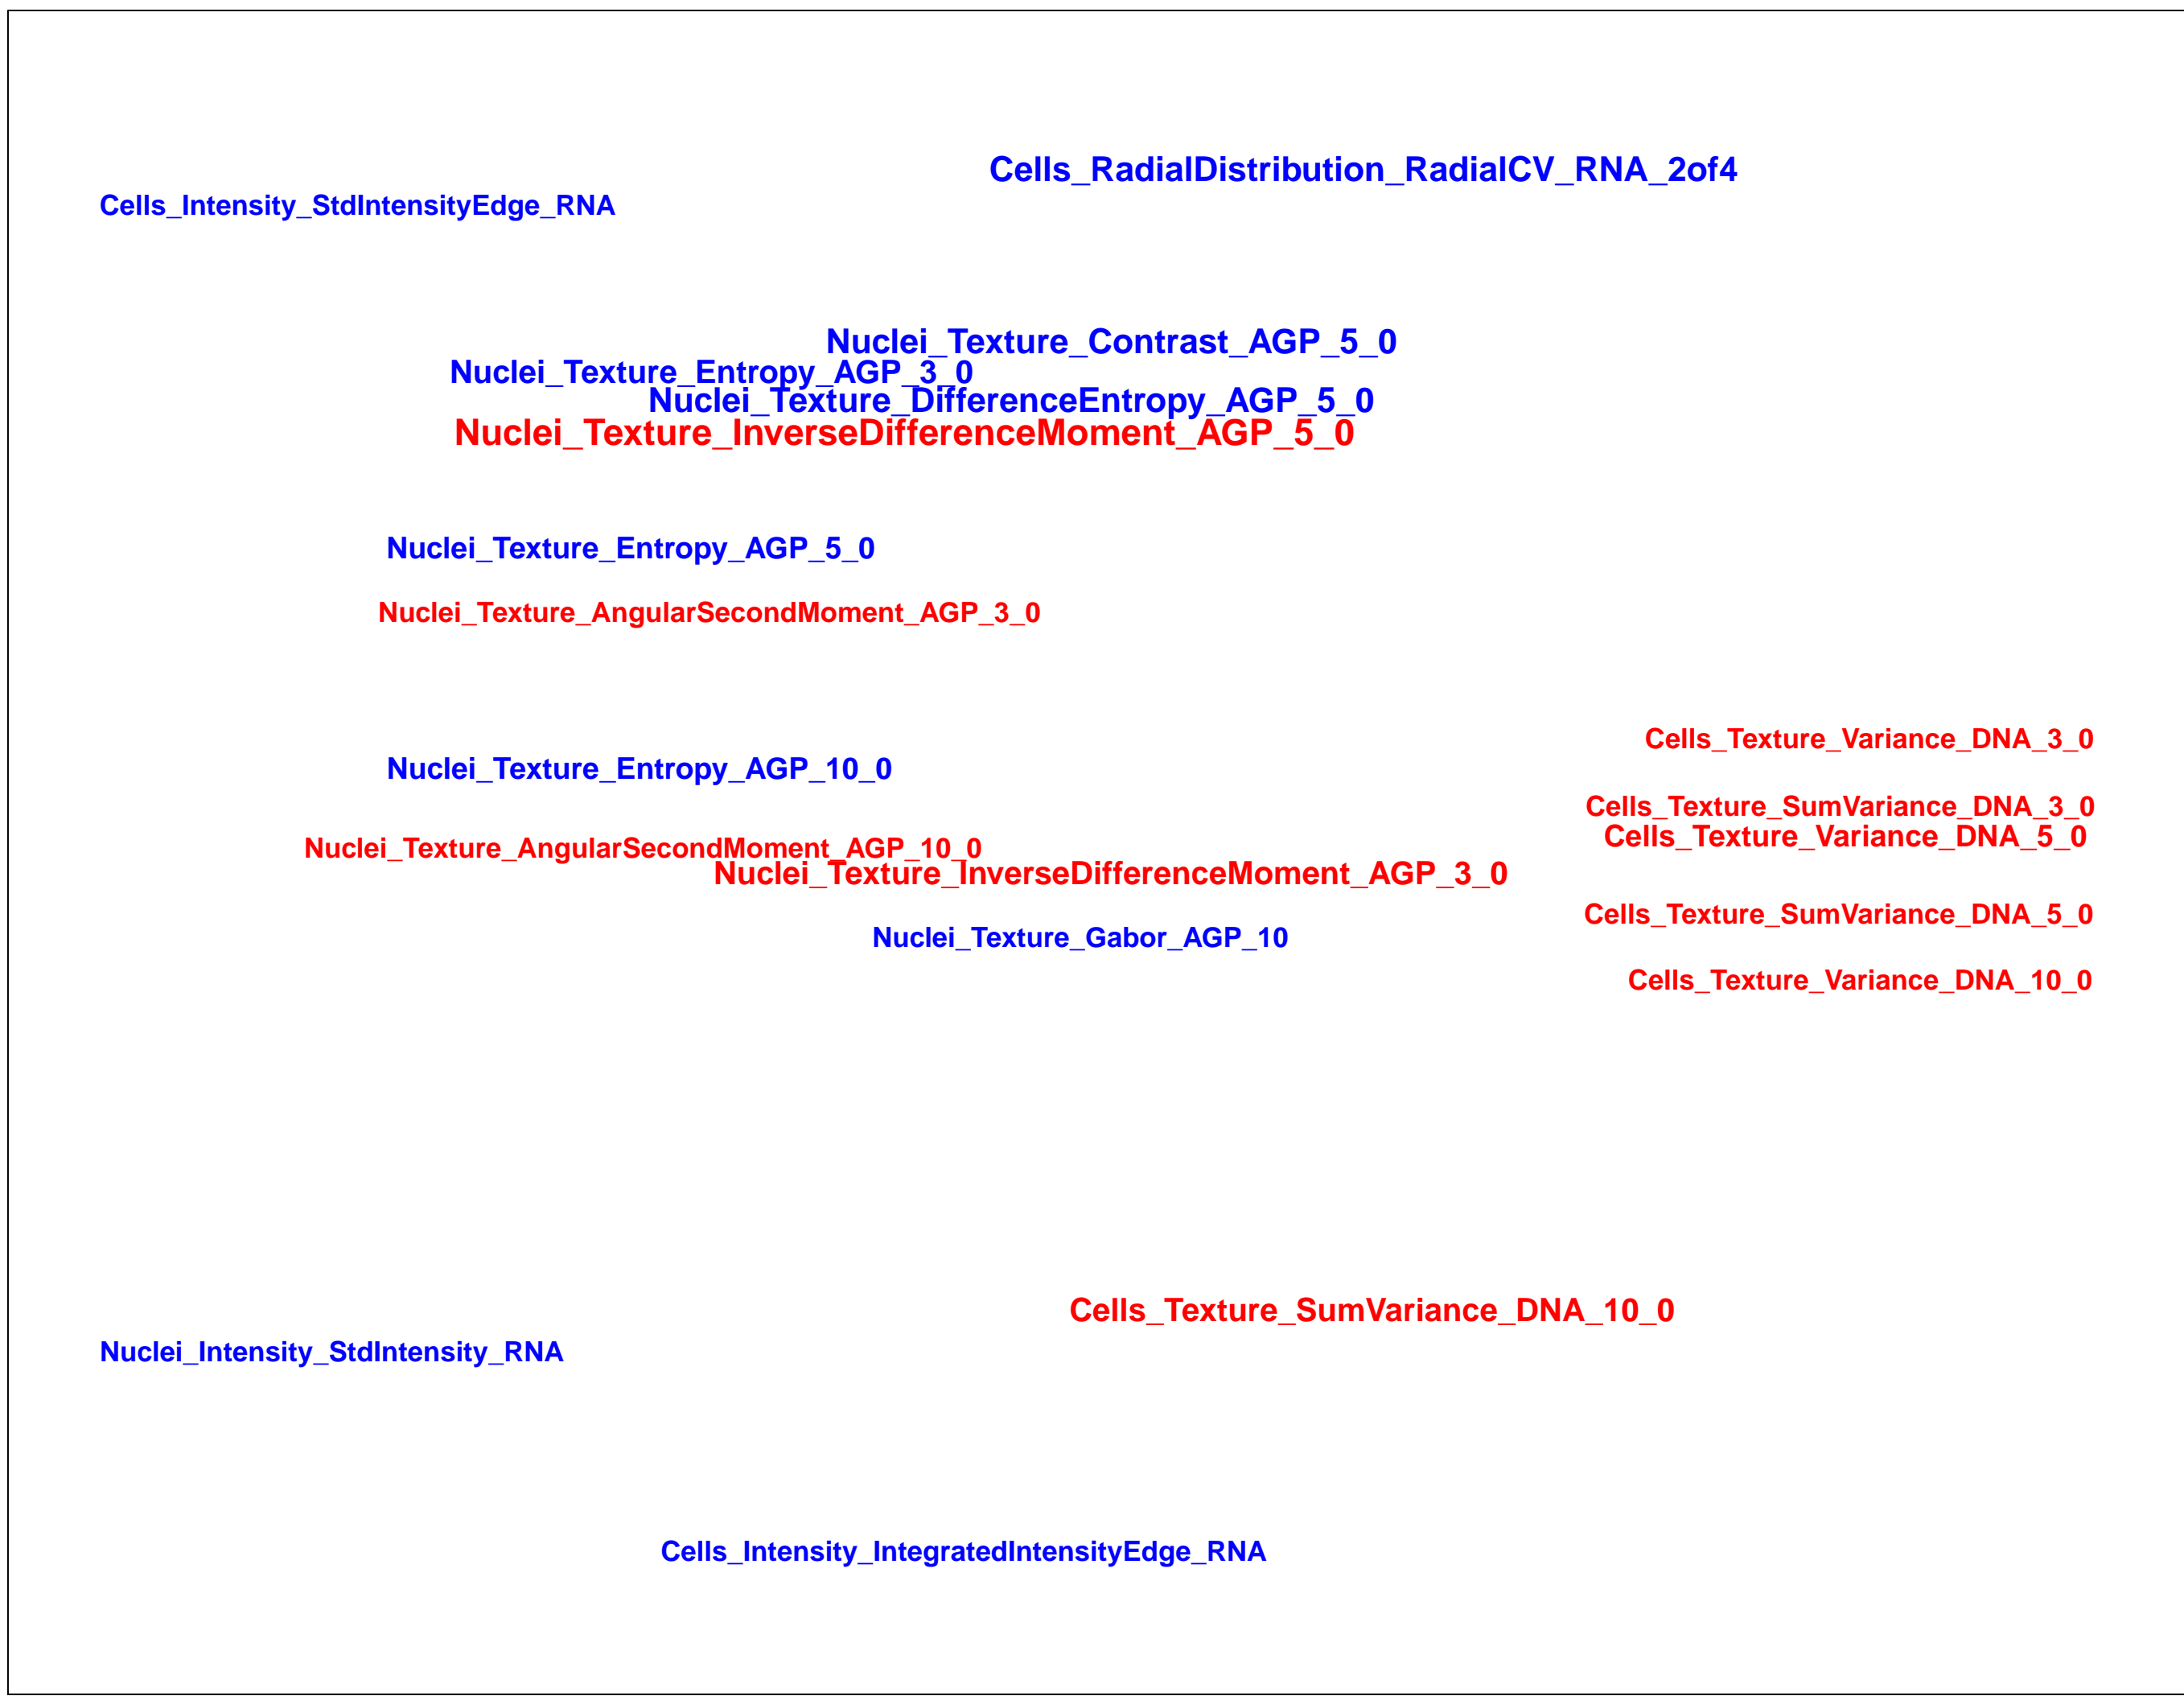 Cells_RadialDistribution_RadialCV_RNA_2of4
Cells_Intensity_StdIntensityEdge_RNA
Nuclei_Texture_Contrast_AGP_5_0
Nuclei_Texture_Entropy_AGP_3_0
Nuclei_Texture_DifferenceEntropy_AGP_5_0
Nuclei_Texture_InverseDifferenceMoment_AGP_5_0
Nuclei_Texture_Entropy_AGP_5_0
Nuclei_Texture_AngularSecondMoment_AGP_3_0
Cells_Texture_Variance_DNA_3_0
Nuclei_Texture_Entropy_AGP_10_0
Cells_Texture_SumVariance_DNA_3_0
Cells_Texture_Variance_DNA_5_0
Nuclei_Texture_AngularSecondMoment_AGP_10_0
Nuclei_Texture_InverseDifferenceMoment_AGP_3_0
Cells_Texture_SumVariance_DNA_5_0
Nuclei_Texture_Gabor_AGP_10
Cells_Texture_Variance_DNA_10_0
Cells_Texture_SumVariance_DNA_10_0
Nuclei_Intensity_StdIntensity_RNA
Cells_Intensity_IntegratedIntensityEdge_RNA